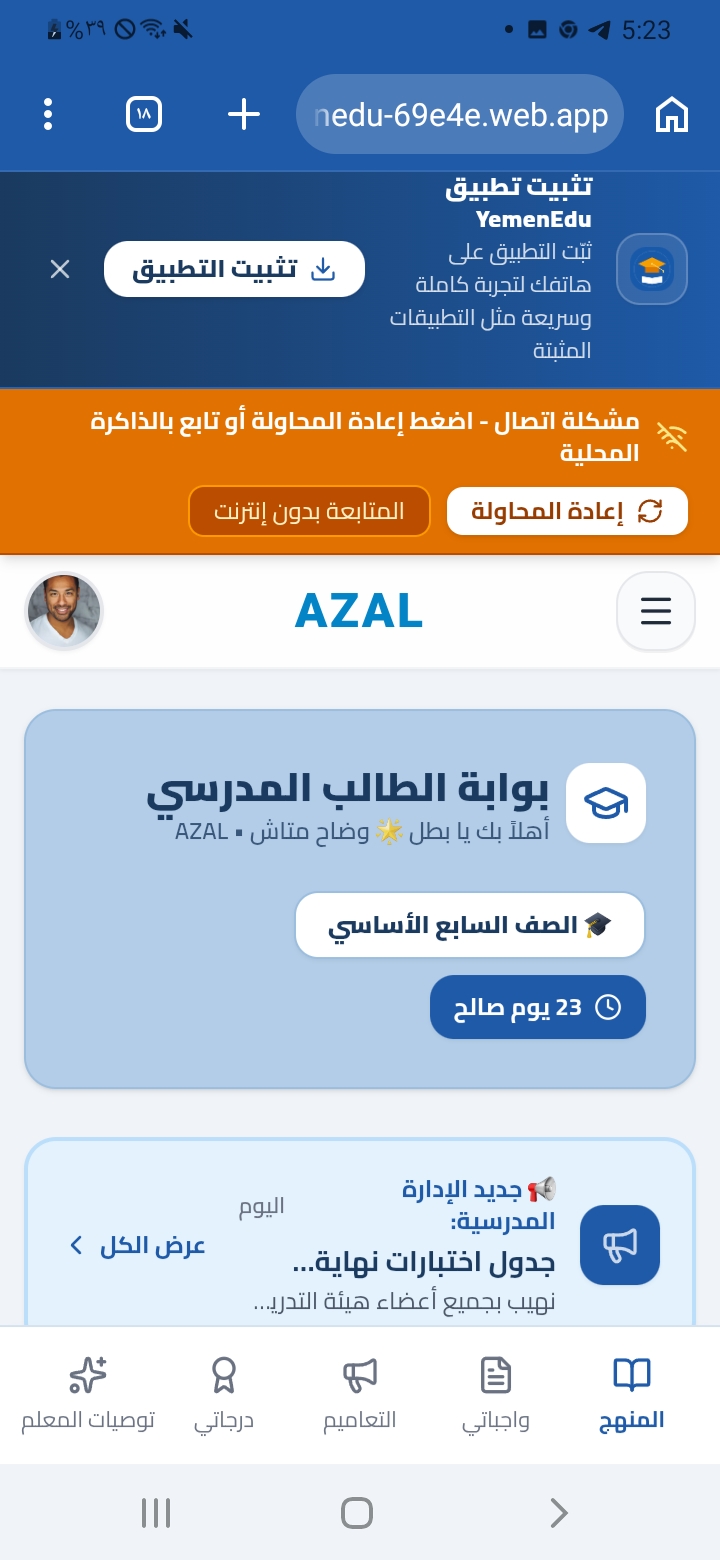 5:23
%٣٩
nedu-69e4e.web.app
١٨
تثبيت تطبيق
YemenEdu
ثبّت التطبيق على
هاتفك لتجربة كاملة
وسريعة مثل التطبيقات
المثبتة
تثبيت التطبيق
مشكلة اتصال - اضغط إعادة المحاولة أو تابع بالذاكرة
المحلية
إعادة المحاولة
المتابعة بدون إنترنت
AZAL
بوابة الطالب المدرسي
أهلاً بك يا بطل 🌟 وضاح متاش ▪ AZAL
🎓 الصف السابع الأساسي
23 يوم صالح
📢 جديد الإدارة
المدرسية:
اليوم
جدول اختبارات نهاية...
نهيب بجميع أعضاء هيئة التدري...
عرض الكل
المنهج
واجباتي
التعاميم
درجاتي
توصيات المعلم